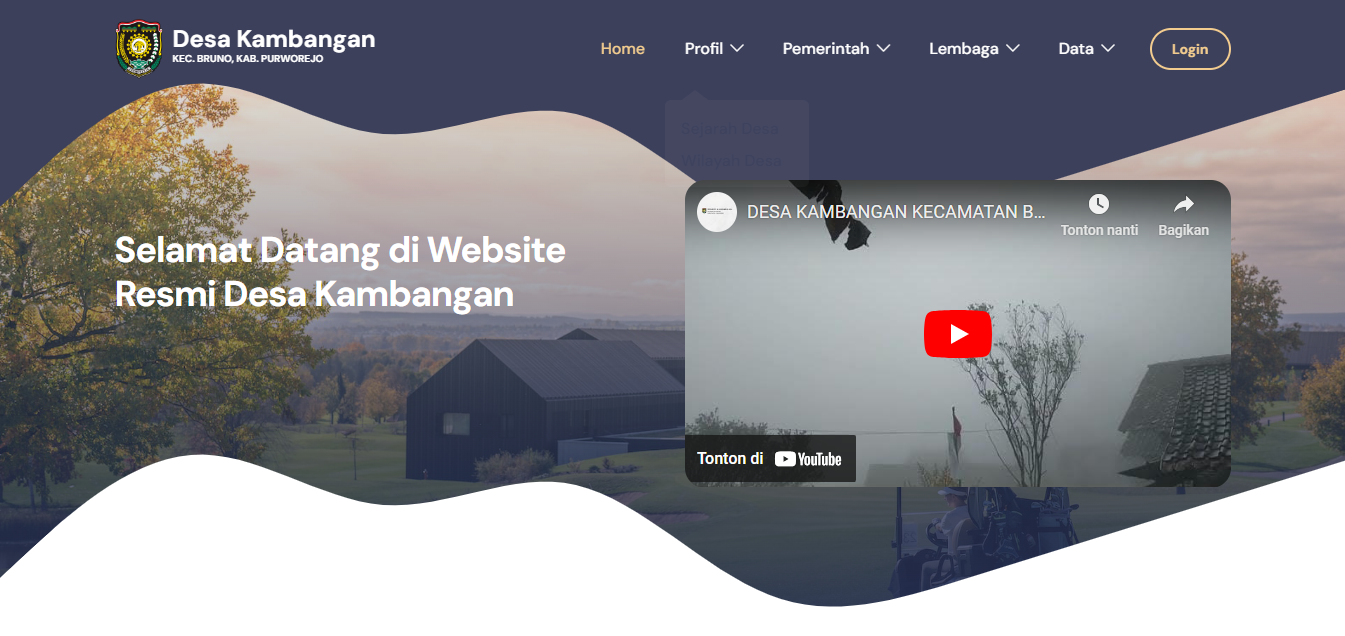 Desa Kambangan
KEC. BRUNO, KAB. PURWOREJO
Home
Profil
Pemerintah
Lembaga
Data
Login
Sejarah Desa
Wilayah Desa
Selamat Datang di Website
Resmi Desa Kambangan
DESA KAMBANGAN KECAMATAN B...
Tonton nanti
Bagikan
Tonton di YouTube